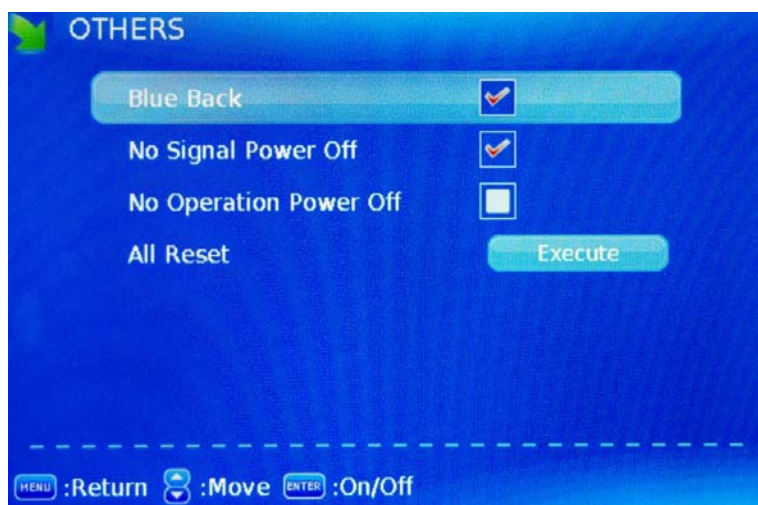 OTHERS
Blue Back
No Signal Power Off
No Operation Power Off
All Reset Execute
MENU :Return :Move ENTER :On/Off